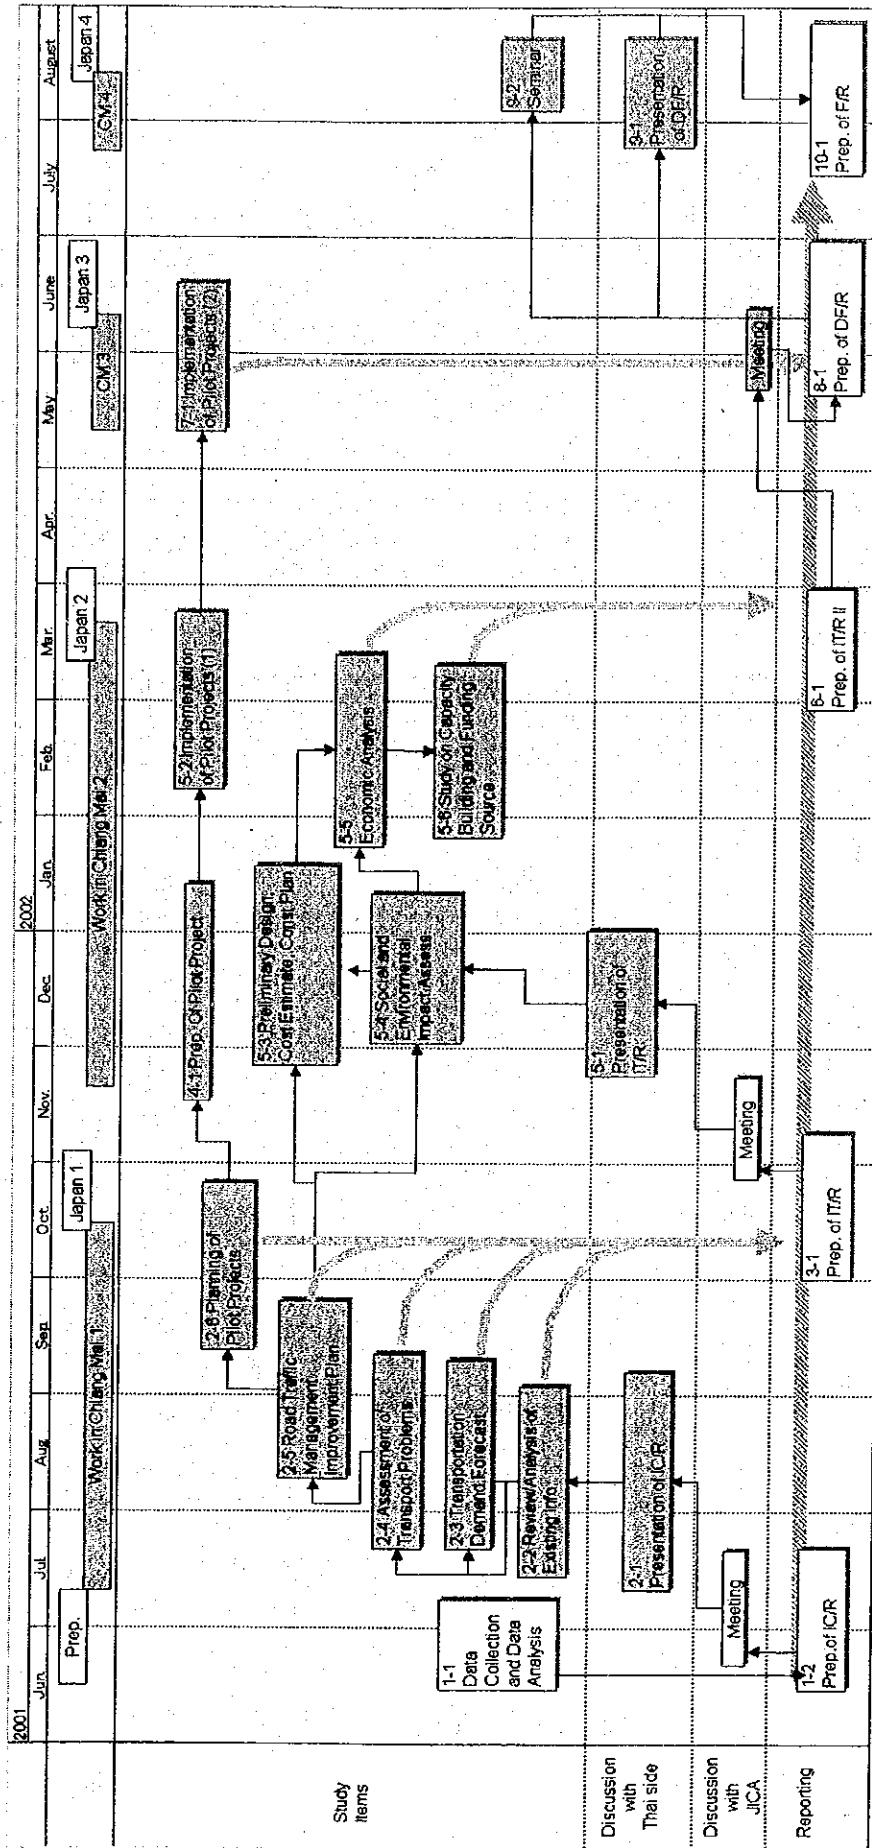 2001
2002
Jun.
Jul
Aug
Sep
Oct.
Nov.
Dec.
Jan
Feb.
Mar.
Apr.
May
June
July
August
Prep.
Work in Chiang Mai 1
Japan 1
Work in Chiang Mai 2
Japan 2
CM 3
Japan 3
CM 4
Japan 4
Study
Items
2-6 Planning of
Pilot Projects
4-1 Prep. Of Pilot Project
5-2 Implementation
of Pilot Projects (1)
7-1 Implementation
of Pilot Projects (2)
2-5 Road Traffic
Management
Improvement Plan
5-3 Preliminary Design,
Cost Estimate, Const Plan
2-4 Assessment of
Transport Problems
5-4 Social and
Environmental
Impact Assess
5-5
Economic Analysis
1-1
Data
Collection
and Data
Analysis
2-3 Transportation
Demand Forecast
5-6 Study on Capacity
Building and Funding
Source
2-2 Review/Analysis of
Existing Info.
9-2
Seminar
Discussion
with
Thai side
2-1
Presentation of IC/R
5-1
Presentation of
IT/R
9-1
Presentation
of DF/R
Discussion
with
JICA
Meeting
Meeting
Meeting
Reporting
1-2
Prep.of IC/R
3-1
Prep. of IT/R
6-1
Prep. of IT/R II
8-1
Prep. of DF/R
10-1
Prep. of F/R